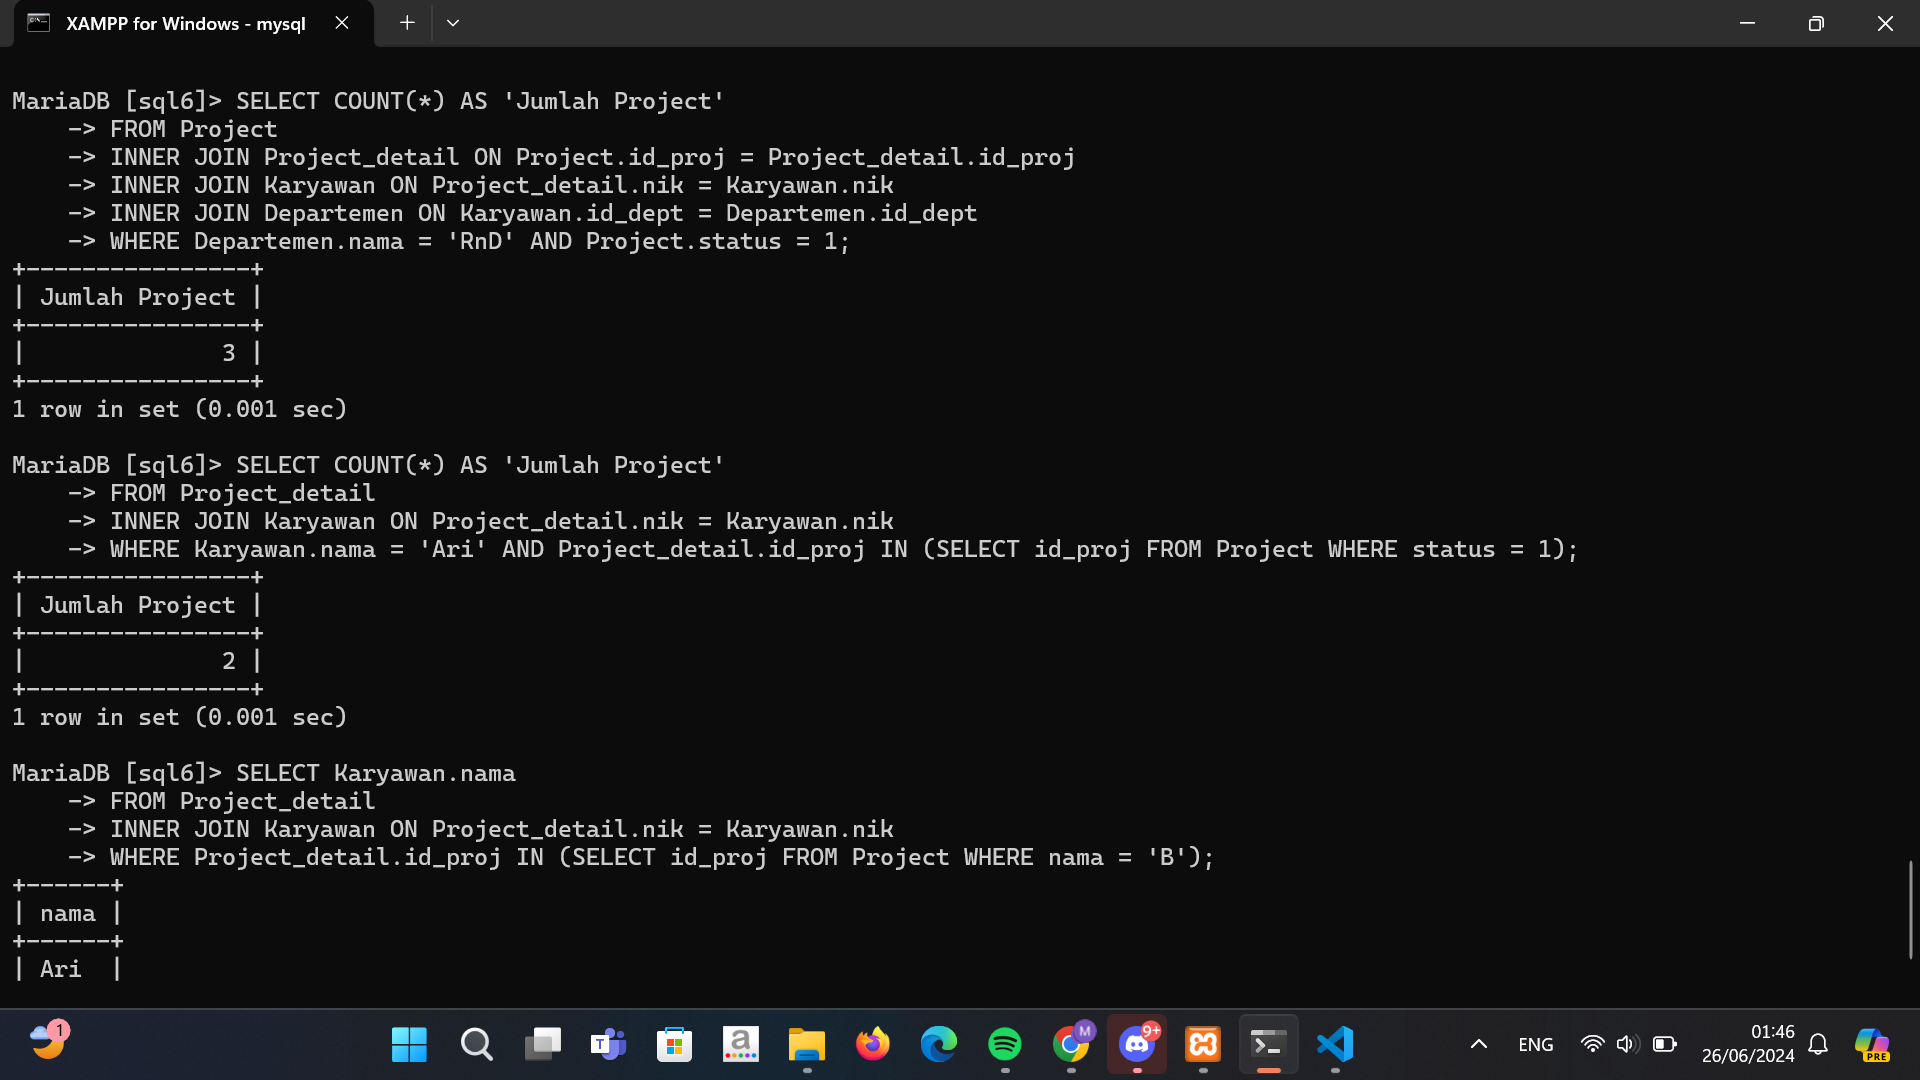 XAMPP for Windows - mysql
MariaDB [sql6]> SELECT COUNT(*) AS 'Jumlah Project'
    -> FROM Project
    -> INNER JOIN Project_detail ON Project.id_proj = Project_detail.id_proj
    -> INNER JOIN Karyawan ON Project_detail.nik = Karyawan.nik
    -> INNER JOIN Departemen ON Karyawan.id_dept = Departemen.id_dept
    -> WHERE Departemen.nama = 'RnD' AND Project.status = 1;
+----------------+
| Jumlah Project |
+----------------+
|              3 |
+----------------+
1 row in set (0.001 sec)
MariaDB [sql6]> SELECT COUNT(*) AS 'Jumlah Project'
    -> FROM Project_detail
    -> INNER JOIN Karyawan ON Project_detail.nik = Karyawan.nik
    -> WHERE Karyawan.nama = 'Ari' AND Project_detail.id_proj IN (SELECT id_proj FROM Project WHERE status = 1);
+----------------+
| Jumlah Project |
+----------------+
|              2 |
+----------------+
1 row in set (0.001 sec)
MariaDB [sql6]> SELECT Karyawan.nama
    -> FROM Project_detail
    -> INNER JOIN Karyawan ON Project_detail.nik = Karyawan.nik
    -> WHERE Project_detail.id_proj IN (SELECT id_proj FROM Project WHERE nama = 'B');
+------+
| nama |
+------+
| Ari  |
1
T
a
M
9+
ENG
01:46
26/06/2024
PRE